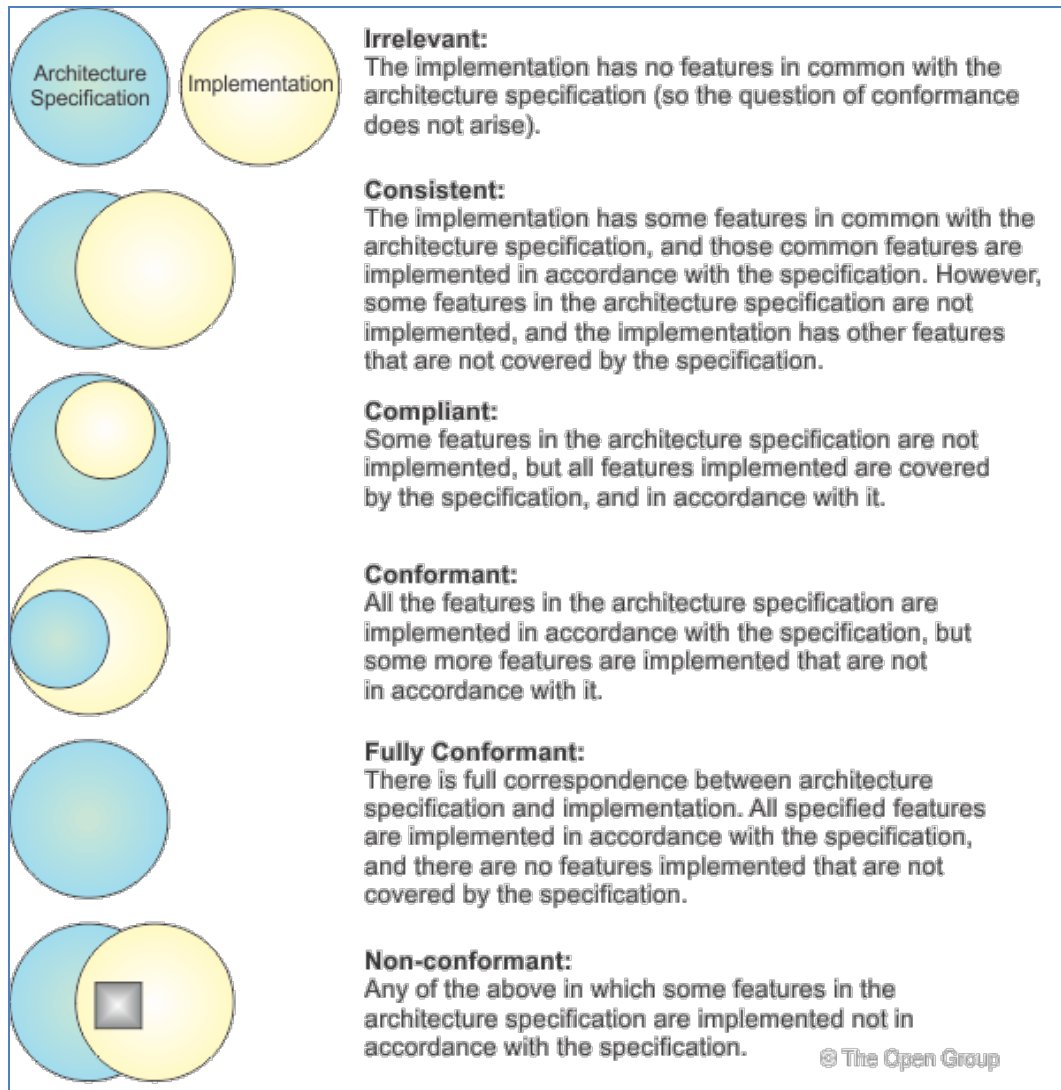 Architecture
Specification
Implementation
Irrelevant:
The implementation has no features in common with the
architecture specification (so the question of conformance
does not arise).
Consistent:
The implementation has some features in common with the
architecture specification, and those common features are
implemented in accordance with the specification. However,
some features in the architecture specification are not
implemented, and the implementation has other features
that are not covered by the specification.
Compliant:
Some features in the architecture specification are not
implemented, but all features implemented are covered
by the specification, and in accordance with it.
Conformant:
All the features in the architecture specification are
implemented in accordance with the specification, but
some more features are implemented that are not
in accordance with it.
Fully Conformant:
There is full correspondence between architecture
specification and implementation. All specified features
are implemented in accordance with the specification,
and there are no features implemented that are not
covered by the specification.
Non-conformant:
Any of the above in which some features in the
architecture specification are implemented not in
accordance with the specification.
© The Open Group